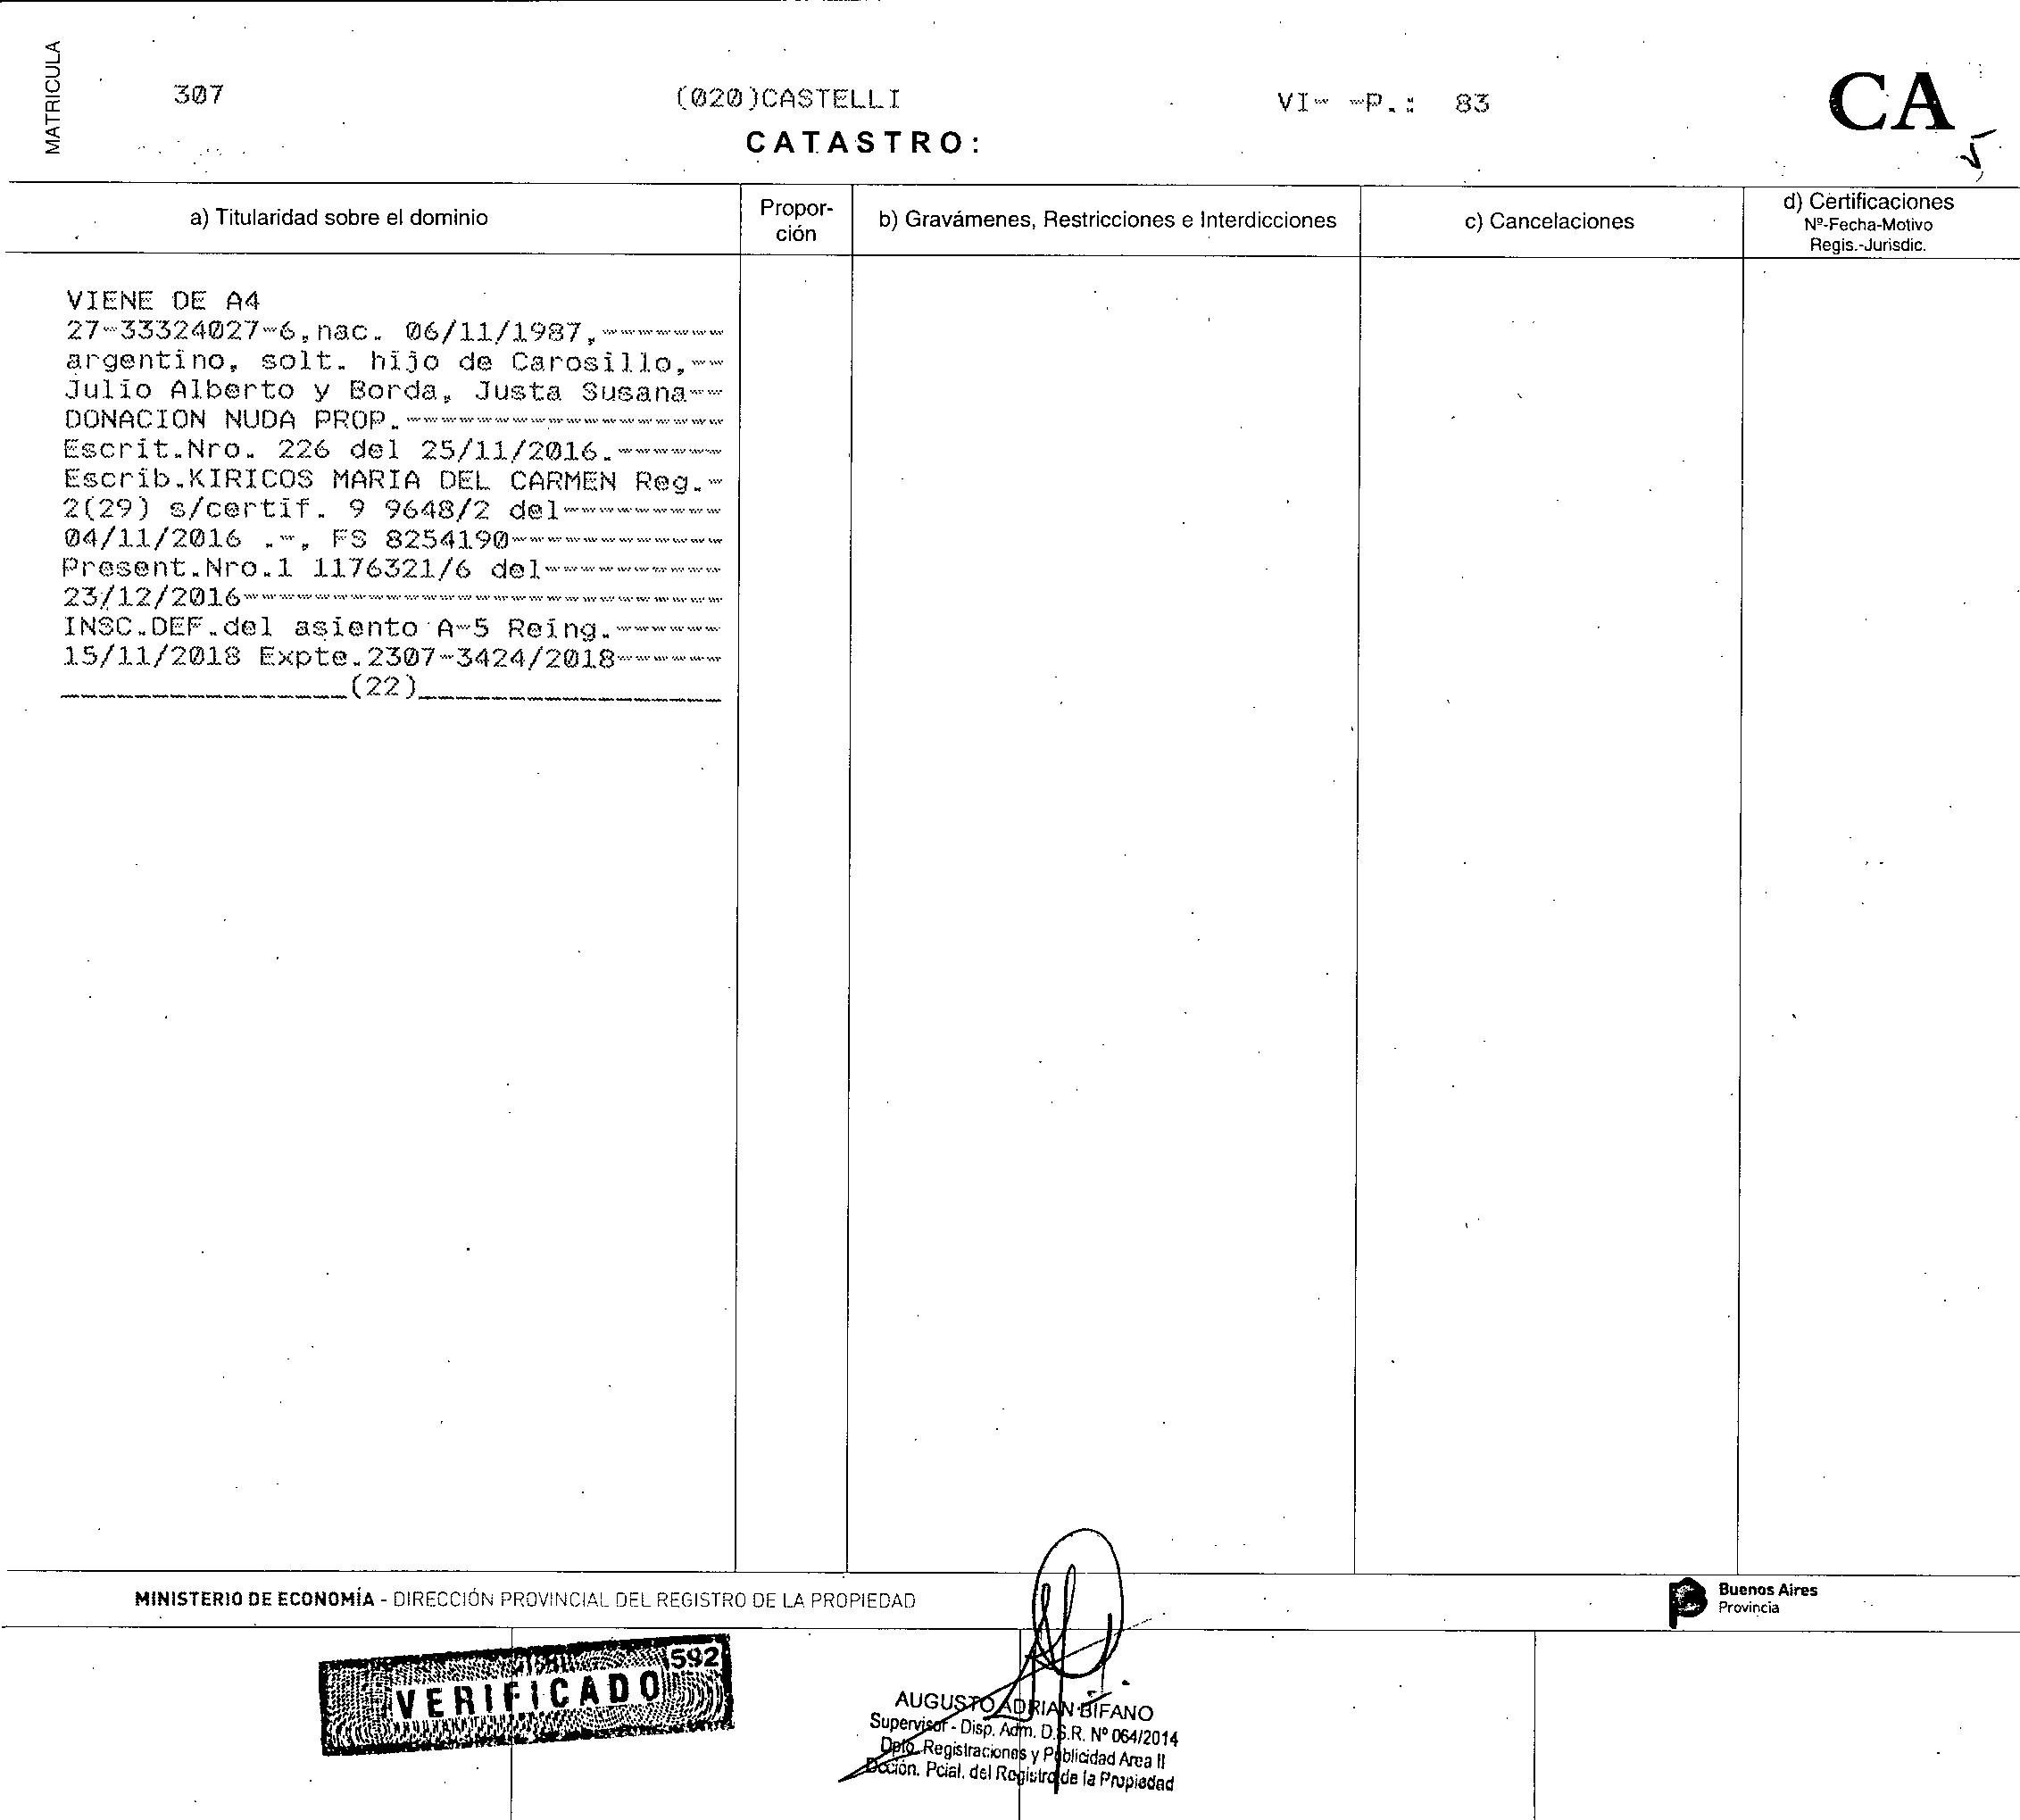 MATRICULA
307 (020)CASTELLI VI- -P.: 83 CA
CATASTRO: 5
a) Titularidad sobre el dominio
Propor-
ción
b) Gravámenes, Restricciones e Interdicciones
c) Cancelaciones
d) Certificaciones
Nº-Fecha-Motivo
Regis.-Jurisdic.
VIENE DE A4
27-33324027-6,nac. 06/11/1987,-------
argentino, solt. hijo de Carosillo,--
Julio Alberto y Borda, Justa Susana--
DONACION NUDA PROP.------------------
Escrit.Nro. 226 del 25/11/2016.------
Escrib.KIRICOS MARIA DEL CARMEN Reg.-
2(29) s/certif. 9 9648/2 del---------
04/11/2016 .-, FS 8254190------------
Present.Nro.1 1176321/6 del----------
23/12/2016---------------------------
INSC.DEF.del asiento A-5 Reing.------
15/11/2018 Expte.2307-3424/2018------
________________(22)_________________
MINISTERIO DE ECONOMÍA - DIRECCIÓN PROVINCIAL DEL REGISTRO DE LA PROPIEDAD
Buenos Aires
Provincia
592
VERIFICADO
AUGUSTO ADRIAN BIFANO
Supervisor - Disp. Adm. D.S.R. Nº 064/2014
Dpto. Registraciones y Publicidad Area II
Dcción. Pcial. del Registro de la Propiedad